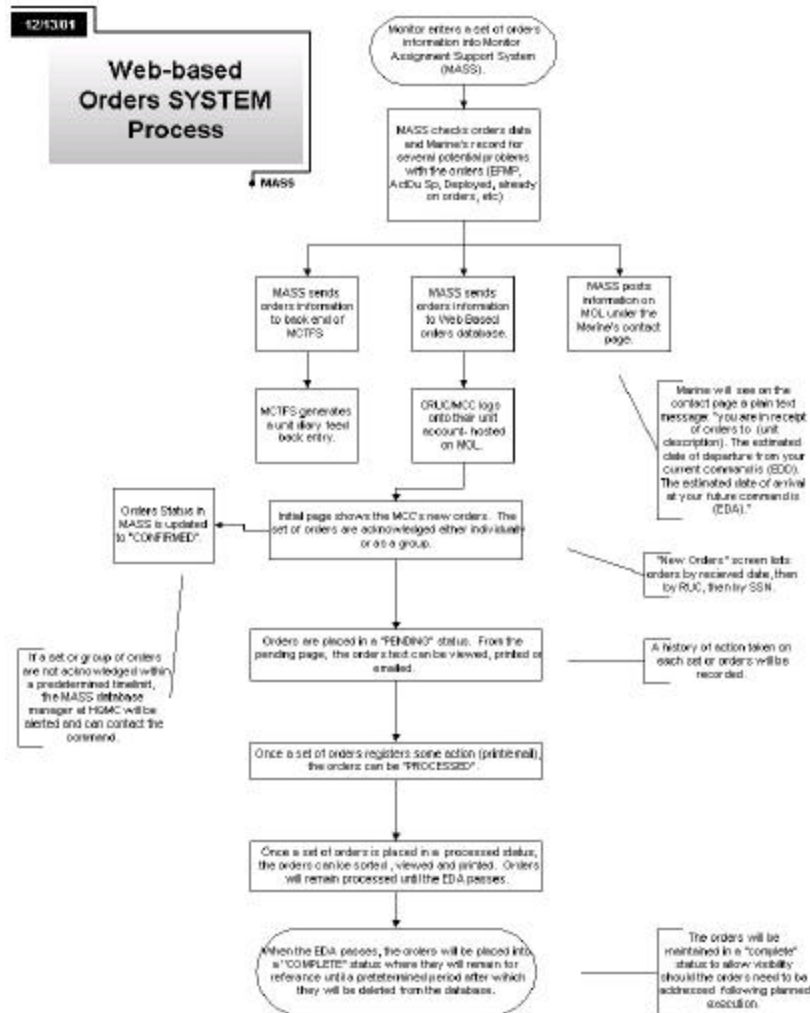 12/13/01
Web-based
Orders SYSTEM
Process
MASS
Monitor enters a set of orders
information into Monitor
Assignment Support System
(MASS).
MASS checks orders data
and Marine's record for
several potential problems
with the orders (EFMP,
ActDu Sp, Deployed, already
on orders, etc)
MASS sends
orders information
to back end of
MCTFS
MASS sends
orders information
to Web Based
orders database.
MASS posts
information on
MOL under the
Marine's contact
page.
MCTFS generates
a unit diary feed
back entry.
CRUC/MCC logs
onto their unit
account- hosted
on MOL.
Marine will see on the
contact page a plain text
message: "you are in receipt
of orders to (unit
description). The estimated
date of departure from your
current command is (EDD).
The estimated date of arrival
at your future command is
(EDA)."
Orders Status in
MASS is updated
to "CONFIRMED".
Initial page shows the MCC's new orders. The
set of orders are acknowledged either individually
or as a group.
"New Orders" screen lists
orders by recieved date, then
by RUC, then by SSN.
If a set or group of orders
are not acknowledged within
a predetermined timelimit,
the MASS database
manager at HQMC will be
alerted and can contact the
command.
Orders are placed in a "PENDING" status. From the
pending page, the orders text can be viewed, printed or
emailed.
A history of action taken on
each set or orders will be
recorded.
Once a set of orders registers some action (print/email),
the orders can be "PROCESSED".
Once a set of orders is placed in a processed status,
the orders can be sorted, viewed and printed. Orders
will remain processed until the EDA passes.
When the EDA passes, the orders will be placed into
a "COMPLETE" status where they will remain for
reference until a pretetermined period after which
they will be deleted from the database.
The orders will be
maintained in a "complete"
status to allow visibility
should the orders need to be
addressed following planned
execution.